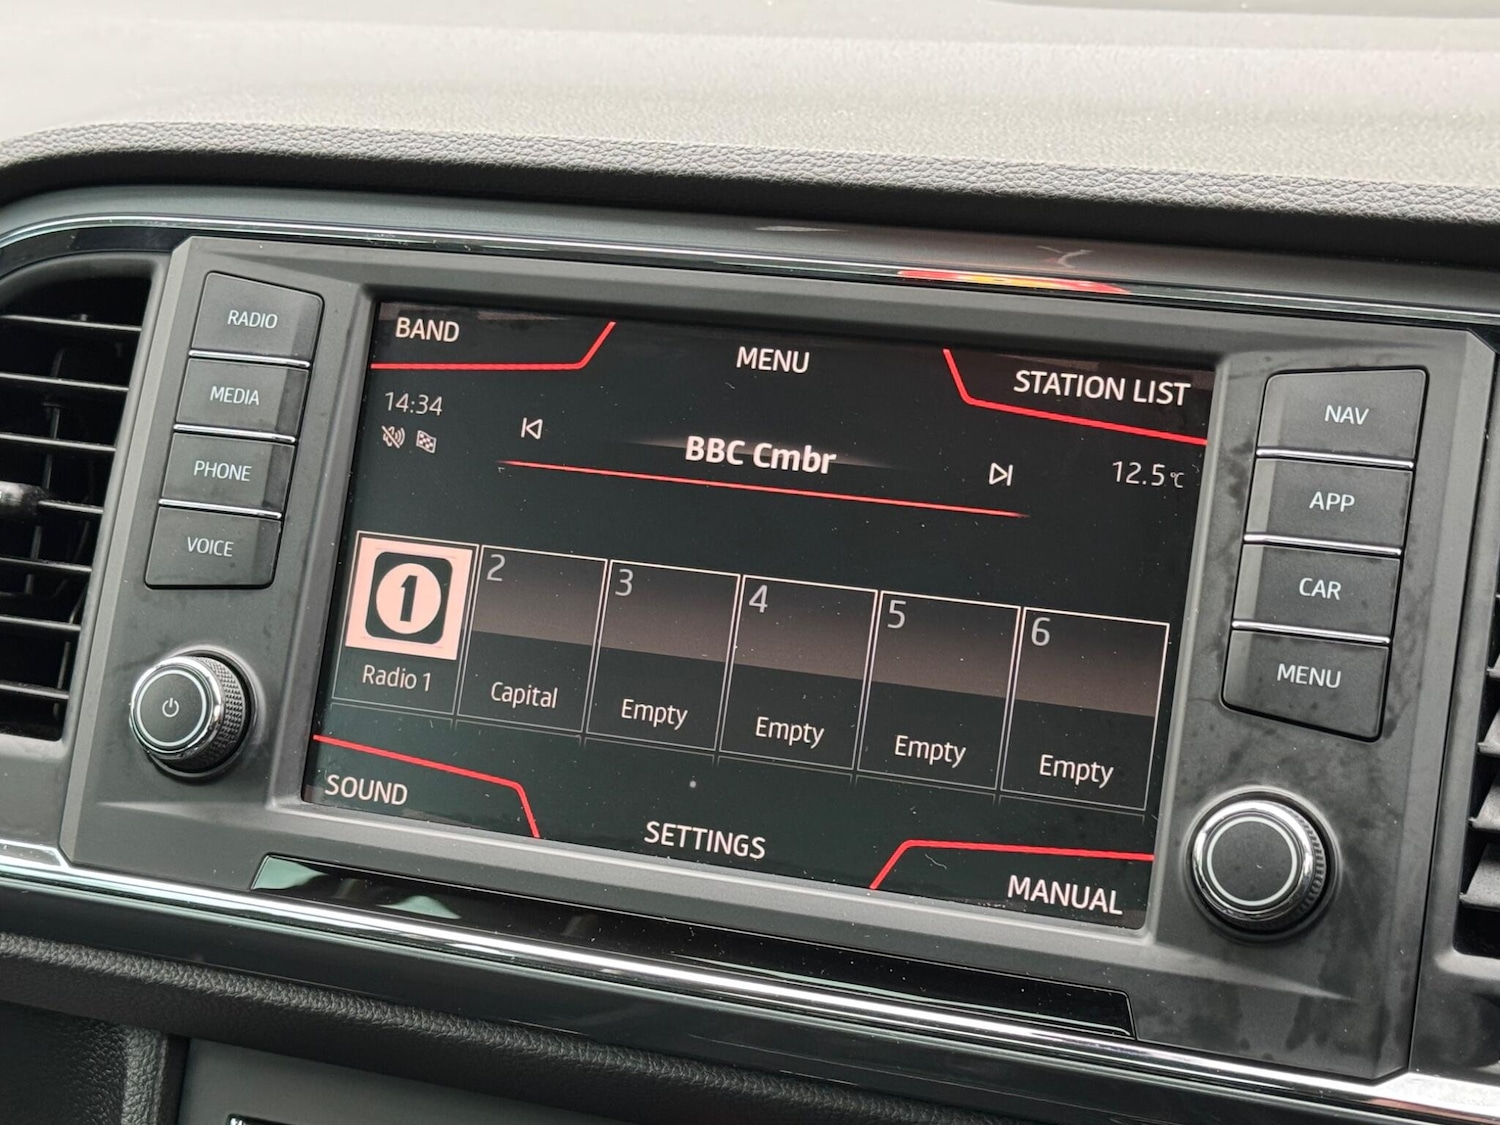 RADIO
MEDIA
PHONE
VOICE
BAND
MENU
STATION LIST
14:34
BBC Cmbr
12.5°C
1
Radio 1
2
Capital
3
Empty
4
Empty
5
Empty
6
Empty
SOUND
SETTINGS
MANUAL
NAV
APP
CAR
MENU